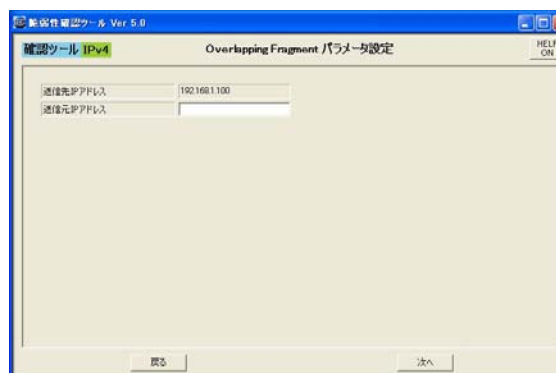 脆弱性確認ツール Ver 5.0
確認ツール IPv4 Overlapping Fragment パラメータ設定 HELP ON
送信先IPアドレス 192.168.1.100
送信元IPアドレス
戻る 次へ